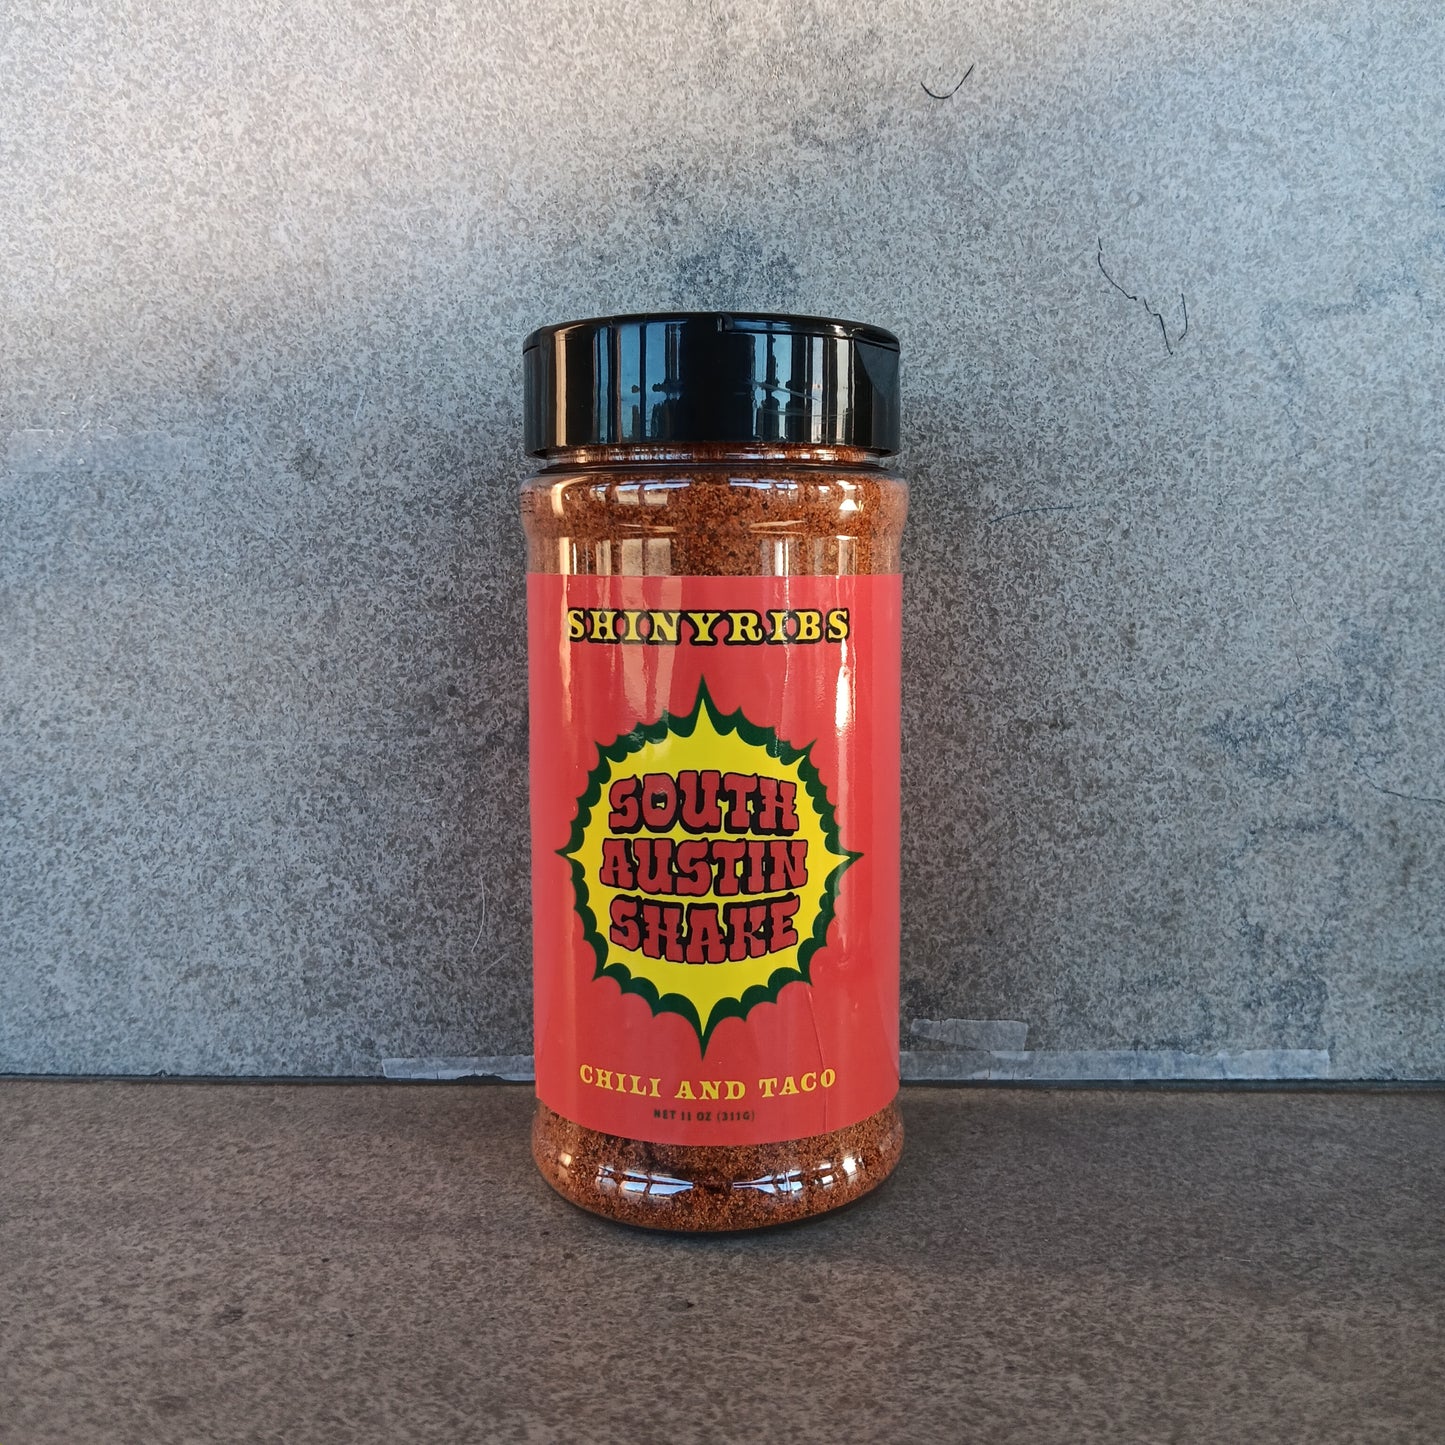 SHINYRIBS
SOUTH
AUSTIN
SHAKE
CHILI AND TACO
NET 11 OZ (311G)